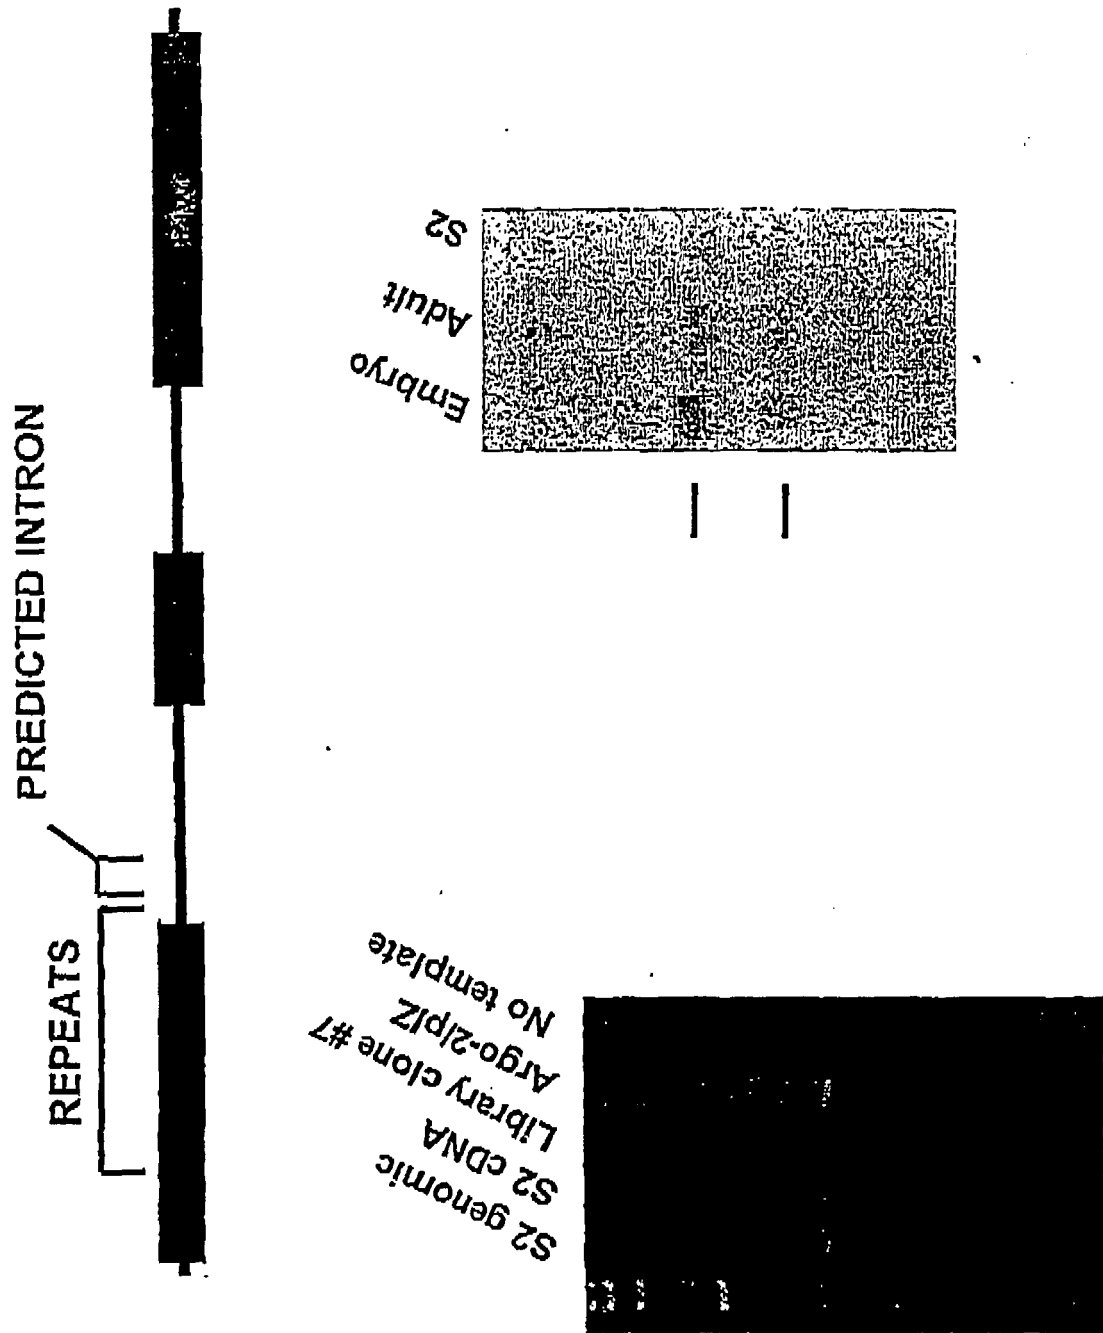 PREDICTED INTRON
REPEATS
S2
Adult
Embryo
No template
Argo-2/pIZ
Library clone #7
S2 cDNA
S2 genomic